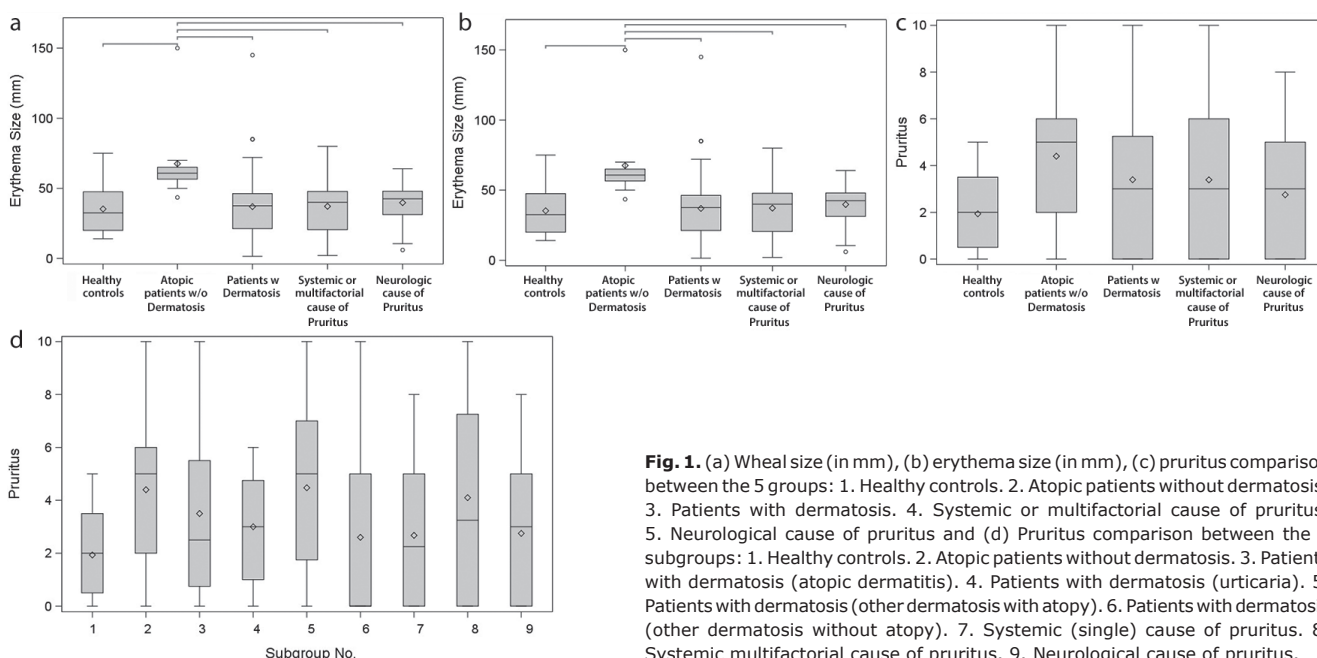 a
Erythema Size (mm)
150
100
50
0
Healthy
controls
Atopic
patients w/o
Dermatosis
Patients w
Dermatosis
Systemic or
multifactorial
cause of
Pruritus
Neurologic
cause of
Pruritus
b
Erythema Size (mm)
150
100
50
0
Healthy
controls
Atopic
patients w/o
Dermatosis
Patients w
Dermatosis
Systemic or
multifactorial
cause of
Pruritus
Neurologic
cause of
Pruritus
c
Pruritus
10
8
6
4
2
0
Healthy
controls
Atopic
patients w/o
Dermatosis
Patients w
Dermatosis
Systemic or
multifactorial
cause of
Pruritus
Neurologic
cause of
Pruritus
d
Pruritus
10
8
6
4
2
0
1 2 3 4 5 6 7 8 9
Subgroup No.
Fig. 1. (a) Wheal size (in mm), (b) erythema size (in mm), (c) pruritus
between the 5 groups: 1. Healthy controls. 2. Atopic patients without dermatosis
3. Patients with dermatosis. 4. Systemic or multifactorial cause of pruritus
5. Neurological cause of pruritus and (d) Pruritus comparison between the
subgroups: 1. Healthy controls. 2. Atopic patients without dermatosis. 3.
with dermatosis (atopic dermatitis). 4. Patients with dermatosis (urticaria).
Patients with dermatosis (other dermatosis with atopy). 6. Patients with
(other dermatosis without atopy). 7. Systemic (single) cause of pruritus.
Systemic multifactorial cause of pruritus. 9. Neurological cause of pruritus.